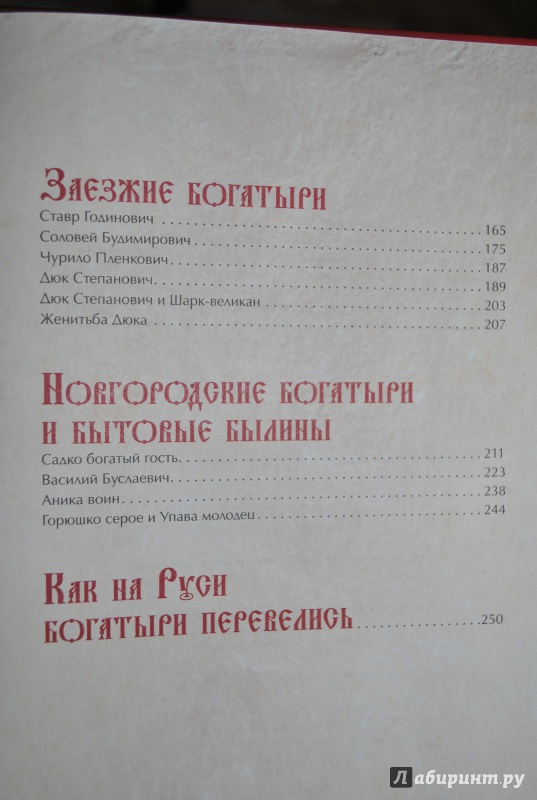 Заезжие богатыри
Ставр Годинович . . . . . . . . . . . . . . . . . . . . . . . . . . . . . . . . 165
Соловей Будимирович . . . . . . . . . . . . . . . . . . . . . . . . . . . . 175
Чурило Пленкович. . . . . . . . . . . . . . . . . . . . . . . . . . . . . . . 187
Дюк Степанович. . . . . . . . . . . . . . . . . . . . . . . . . . . . . . . . . 189
Дюк Степанович и Шарк-великан . . . . . . . . . . . . . . . . . . . . 203
Женитьба Дюка . . . . . . . . . . . . . . . . . . . . . . . . . . . . . . . . . 207
Новгородские богатыри
и бытовые былины
Садко богатый гость. . . . . . . . . . . . . . . . . . . . . . . . . . . . . . 211
Василий Буслаевич. . . . . . . . . . . . . . . . . . . . . . . . . . . . . . . 223
Аника воин. . . . . . . . . . . . . . . . . . . . . . . . . . . . . . . . . . . . . 238
Горюшко серое и Упава молодец. . . . . . . . . . . . . . . . . . . . . 244
Как на Руси
богатыри перевелись. . . . . . . . . . . . . . . . .250
Лабиринт.ру